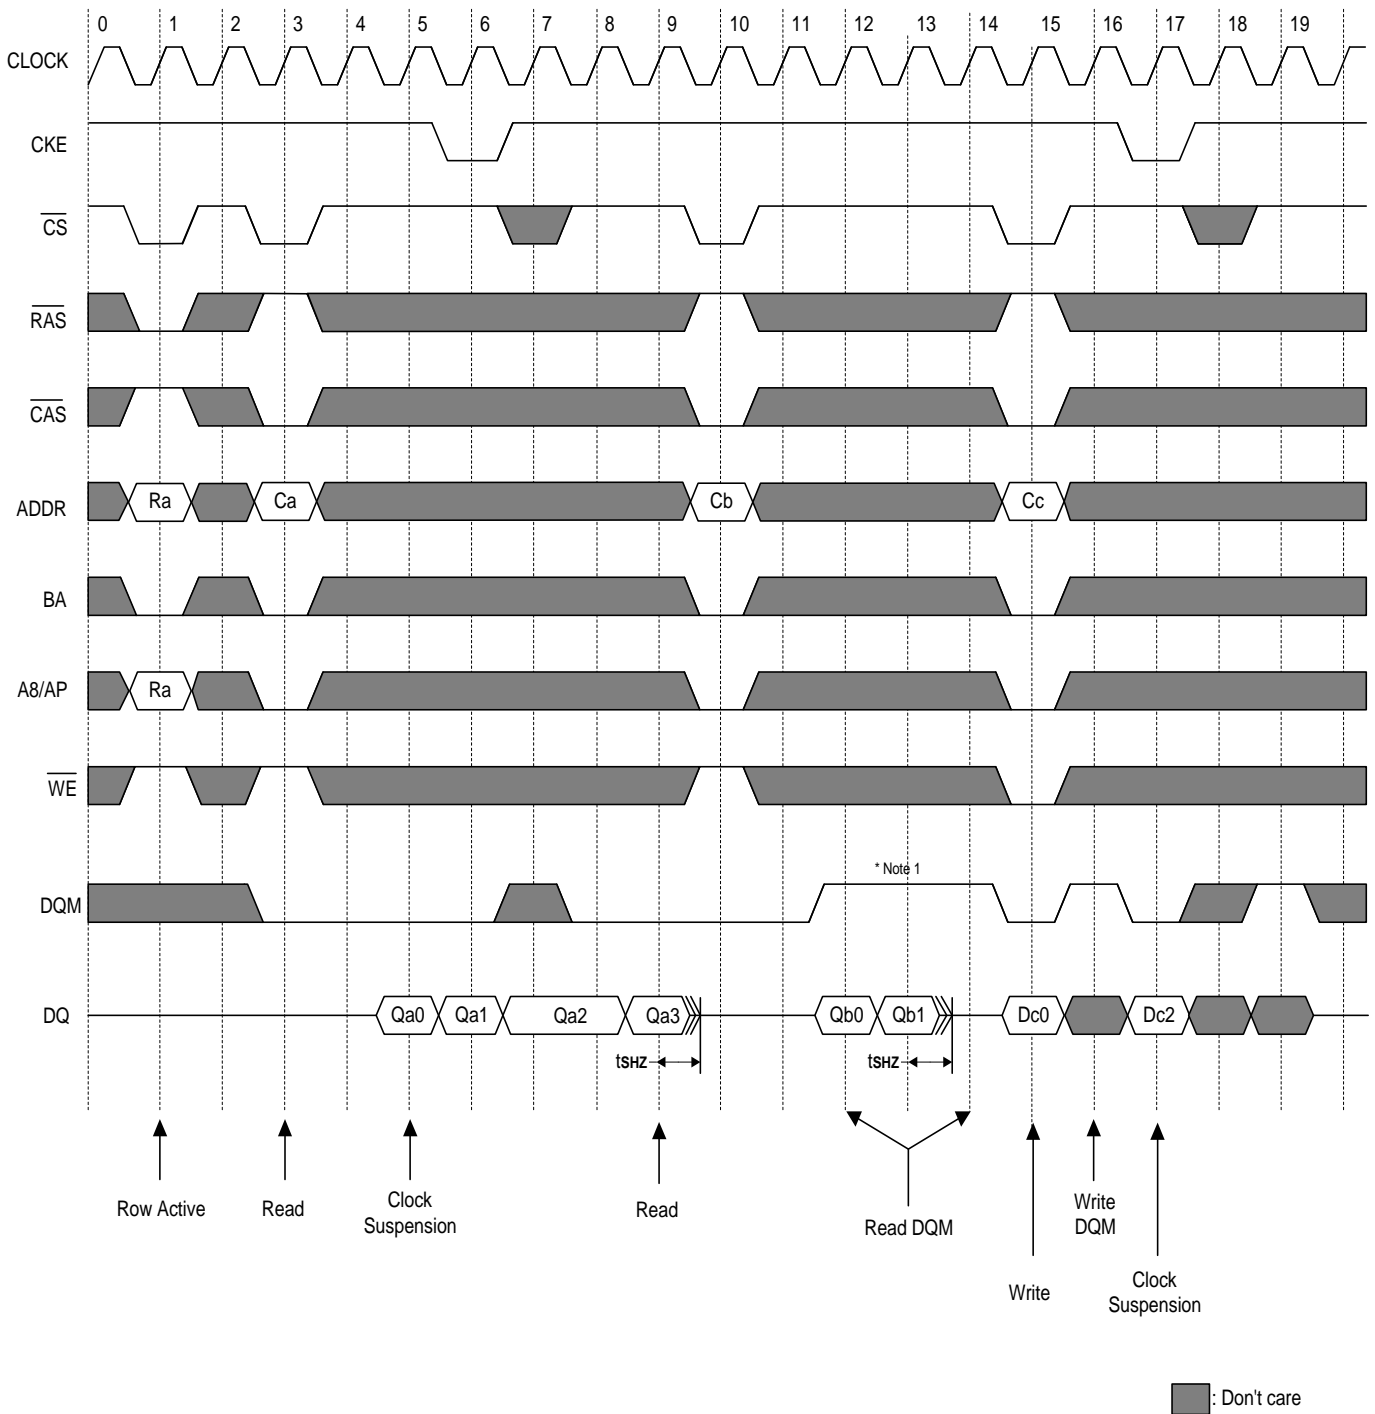 0 1 2 3 4 5 6 7 8 9 10 11 12 13 14 15 16 17 18 19
CLOCK
CKE
CS
RAS
CAS
ADDR Ra Ca Cb Cc
BA
A8/AP Ra
WE
* Note 1
DQM
DQ Qa0 Qa1 Qa2 Qa3 Qb0 Qb1 Dc0 Dc2
tSHZ tSHZ
Row Active Read Clock Suspension Read Read DQM Write DQM
Write Clock Suspension
: Don't care